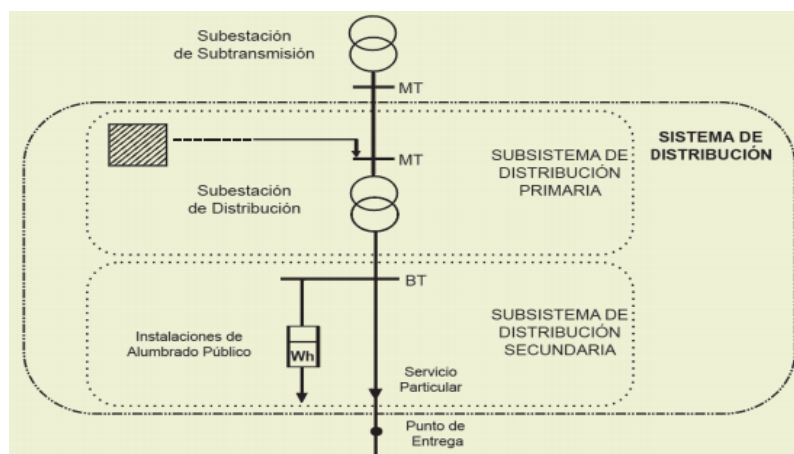 Subestación
de Subtransmisión
MT
SISTEMA DE
DISTRIBUCIÓN
MT
SUBSISTEMA DE
DISTRIBUCIÓN
PRIMARIA
Subestación
de Distribución
BT
SUBSISTEMA DE
DISTRIBUCIÓN
SECUNDARIA
Instalaciones de
Alumbrado Público
Wh
Servicio
Particular
Punto de
Entrega